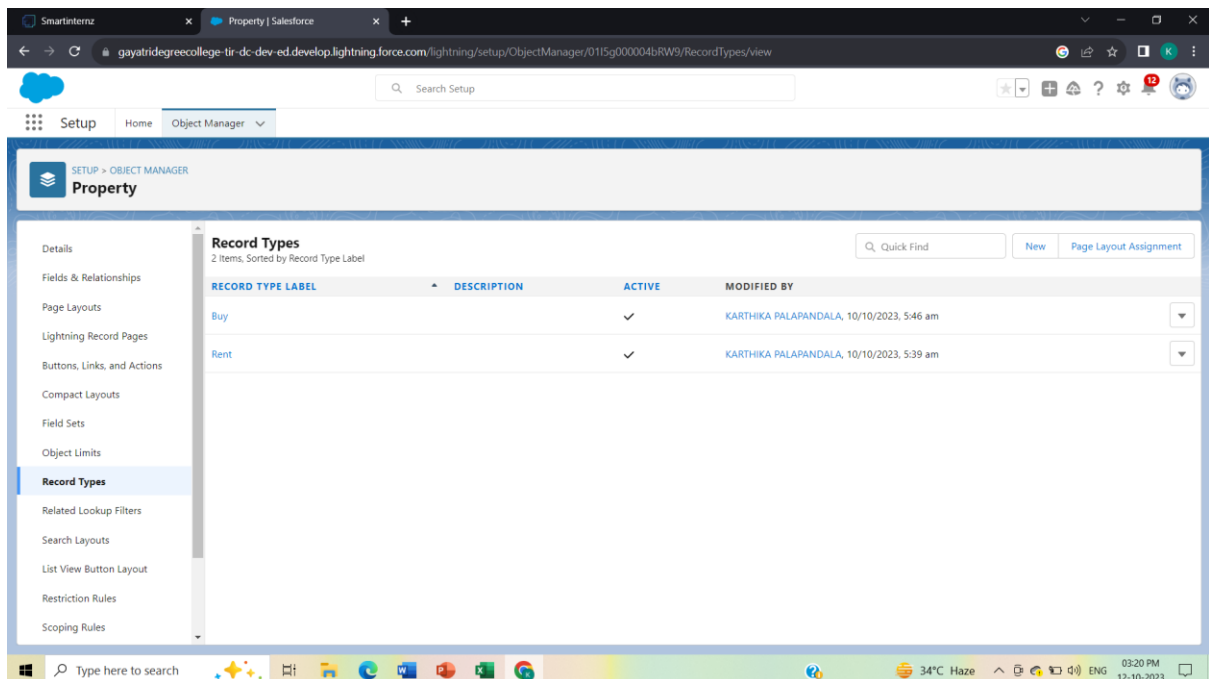 Smartinternz
Property | Salesforce
gayatridegreecollege-tir-dc-dev-ed.develop.lightning.force.com/lightning/setup/ObjectManager/01I5g000004bRW9/RecordTypes/view
K
Search Setup
12
Setup
Home
Object Manager
SETUP > OBJECT MANAGER
Property
Details
Fields & Relationships
Page Layouts
Lightning Record Pages
Buttons, Links, and Actions
Compact Layouts
Field Sets
Object Limits
Record Types
Related Lookup Filters
Search Layouts
List View Button Layout
Restriction Rules
Scoping Rules
Record Types
2 Items, Sorted by Record Type Label
Quick Find
New
Page Layout Assignment
RECORD TYPE LABEL DESCRIPTION ACTIVE MODIFIED BY
Buy KARTHIKA PALAPANDALA, 10/10/2023, 5:46 am
Rent KARTHIKA PALAPANDALA, 10/10/2023, 5:39 am
Type here to search
34°C Haze
ENG
03:20 PM
12-10-2023